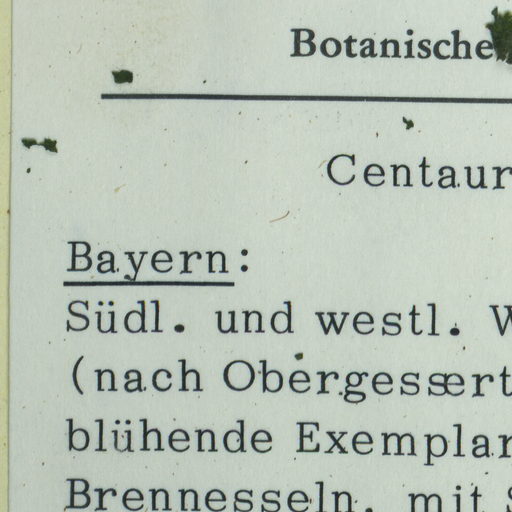 Botanische
Centaur
Bayern:
Südl. und westl. W
(nach Obergessert
blühende Exemplar
Brennesseln, mit S